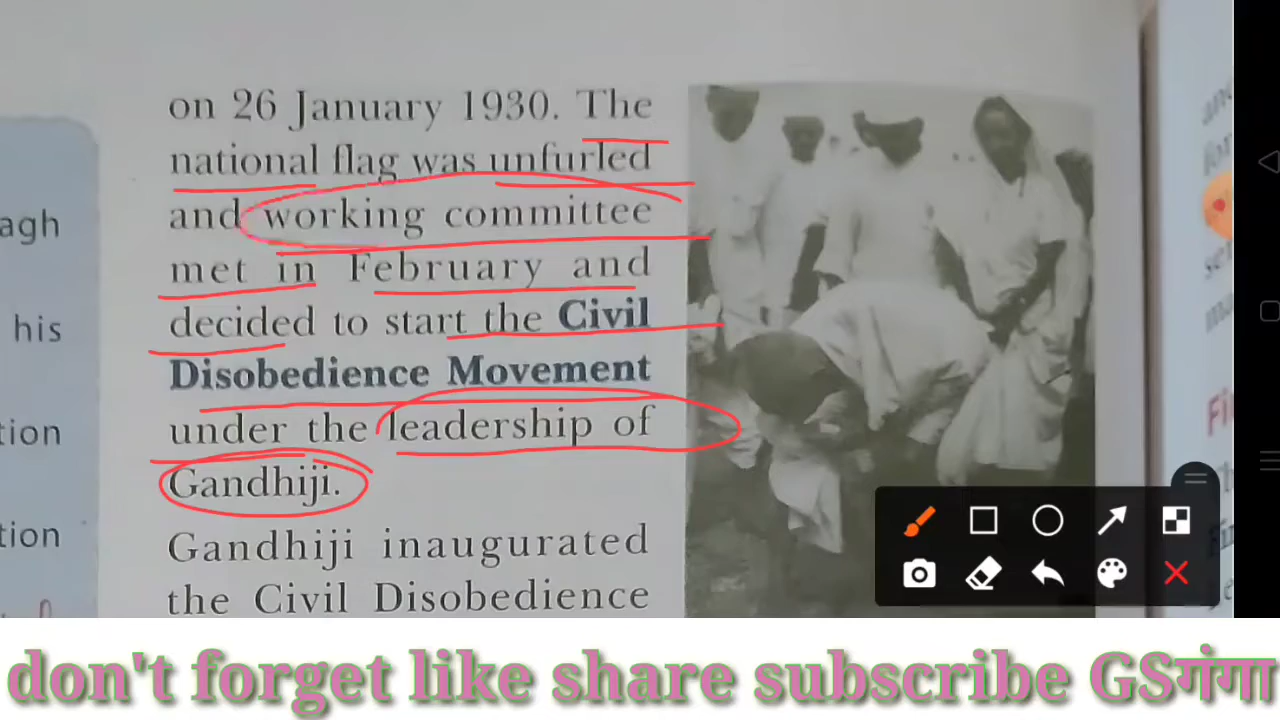 on 26 January 1930. The
national flag was unfurled
and working committee
met in February and
decided to start the Civil
Disobedience Movement
under the leadership of
Gandhiji.
Gandhiji inaugurated
the Civil Disobedience
agh
his
tion
tion
don't forget like share subscribe GSगंगा